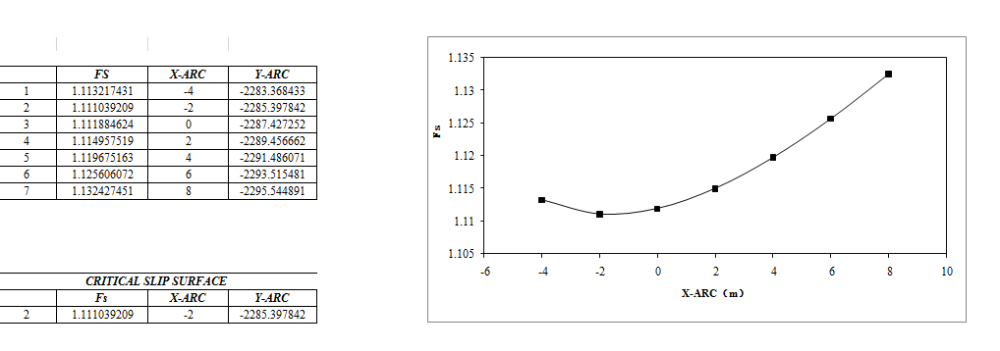 FS X-ARC Y-ARC
1 1.113217431 -4 -2283.368433
2 1.111039209 -2 -2285.397842
3 1.111884624 0 -2287.427252
4 1.114957519 2 -2289.456662
5 1.119675163 4 -2291.486071
6 1.125606072 6 -2293.515481
7 1.132427451 8 -2295.544891
CRITICAL SLIP SURFACE
Fs X-ARC Y-ARC
2 1.111039209 -2 -2285.397842
1.135
1.13
1.125
1.12
1.115
1.11
1.105
Fs
-6 -4 -2 0 2 4 6 8 10
X-ARC（m）